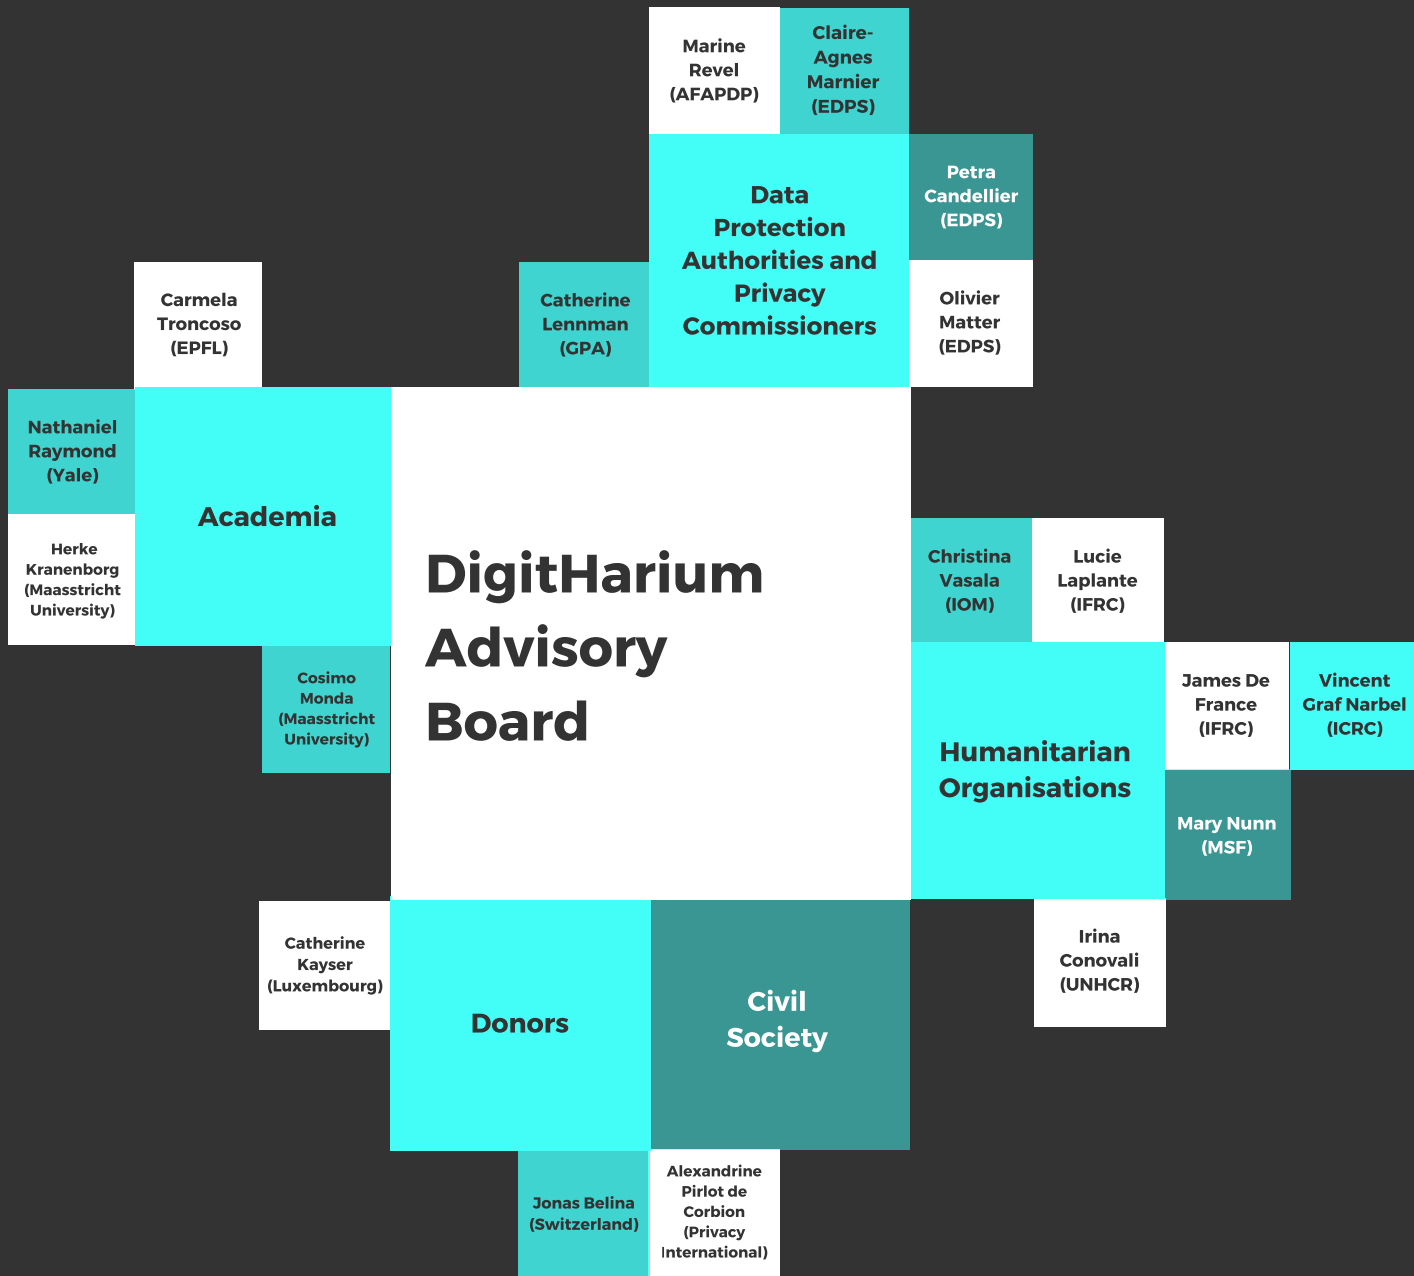 Marine
Revel
(AFAPDP)
Claire-
Agnes
Marnier
(EDPS)
Data
Protection
Authorities and
Privacy
Commissioners
Petra
Candellier
(EDPS)
Olivier
Matter
(EDPS)
Catherine
Lennman
(GPA)
Carmela
Troncoso
(EPFL)
Nathaniel
Raymond
(Yale)
Academia
Herke
Kranenborg
(Maasstricht
University)
Cosimo
Monda
(Maasstricht
University)
DigitHarium
Advisory
Board
Christina
Vasala
(IOM)
Lucie
Laplante
(IFRC)
Humanitarian
Organisations
James De
France
(IFRC)
Vincent
Graf Narbel
(ICRC)
Mary Nunn
(MSF)
Irina
Conovali
(UNHCR)
Catherine
Kayser
(Luxembourg)
Donors
Civil
Society
Jonas Belina
(Switzerland)
Alexandrine
Pirlot de
Corbion
(Privacy
International)